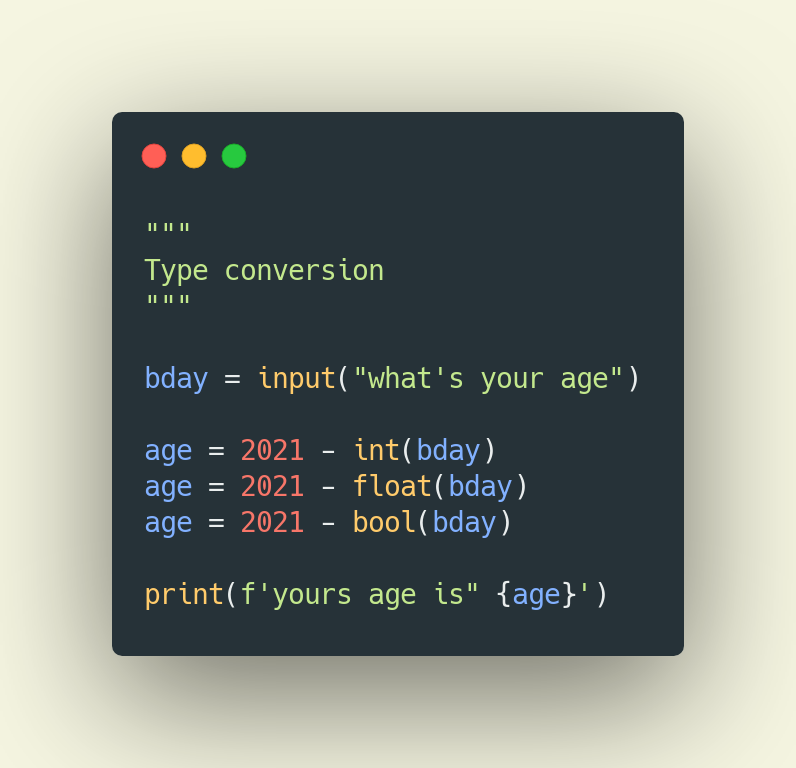 """
Type conversion
"""
bday = input("what's your age")
age = 2021 - int(bday)
age = 2021 - float(bday)
age = 2021 - bool(bday)
print(f'yours age is" {age}')